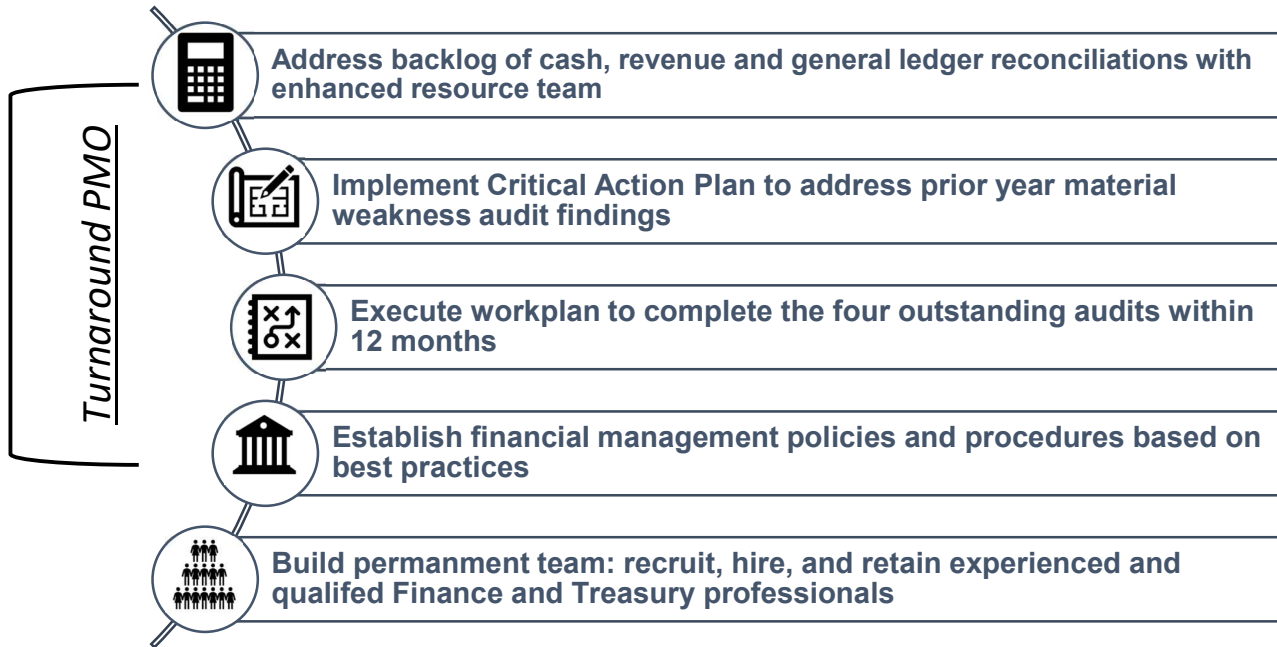 Address backlog of cash, revenue and general ledger reconciliations with
enhanced resource team
Turnaround PMO
Implement Critical Action Plan to address prior year material
weakness audit findings
Execute workplan to complete the four outstanding audits within
12 months
Establish financial management policies and procedures based on
best practices
Build permanment team: recruit, hire, and retain experienced and
qualifed Finance and Treasury professionals